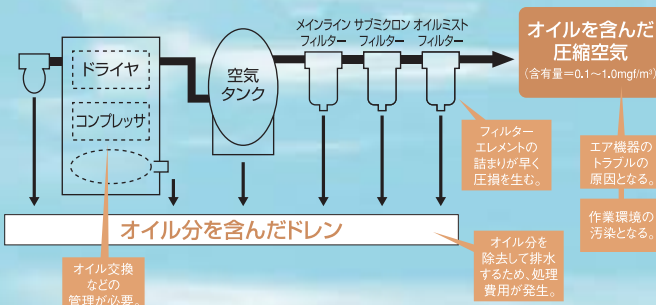 メインライン
フィルター
サブミクロン
フィルター
オイルミスト
フィルター
オイルを含んだ
圧縮空気
(含有量=0.1~1.0mgf/m³)
ドライヤ
コンプレッサ
空気
タンク
フィルター
エレメントの
詰まりが早く
圧損を生む。
エア機器の
トラブルの
原因となる。
作業環境の
汚染となる。
オイル分を含んだドレン
オイル交換
などの
管理が必要。
オイル分を
除去して排水
するため、処理
費用が発生。